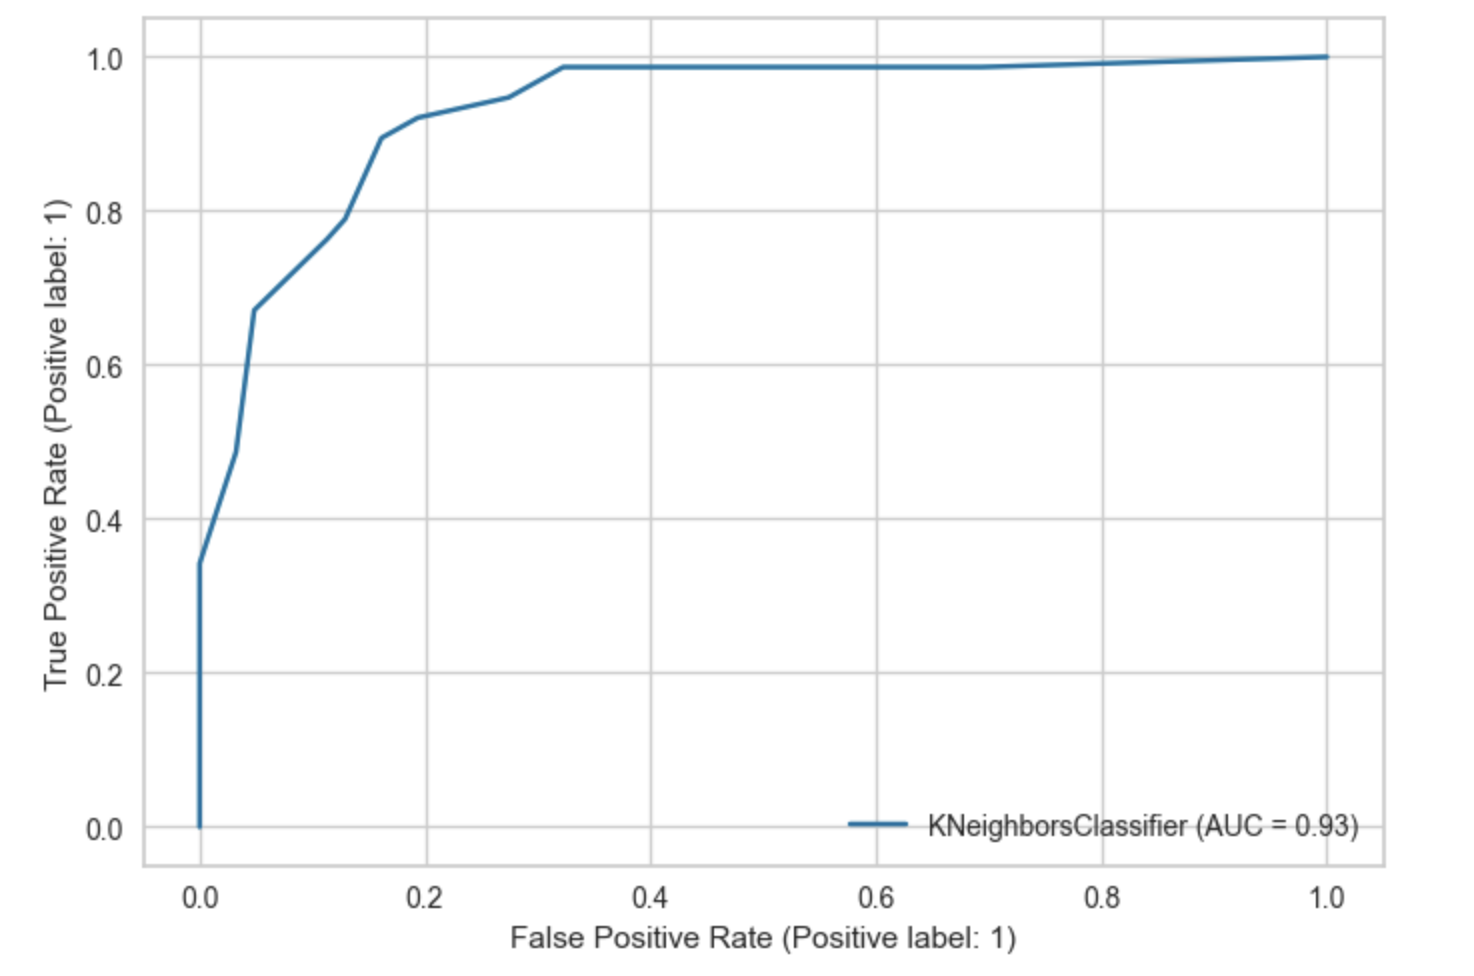 1.0
0.8
0.6
0.4
0.2
0.0
True Positive Rate (Positive label: 1)
KNeighborsClassifier (AUC = 0.93)
0.0 0.2 0.4 0.6 0.8 1.0
False Positive Rate (Positive label: 1)